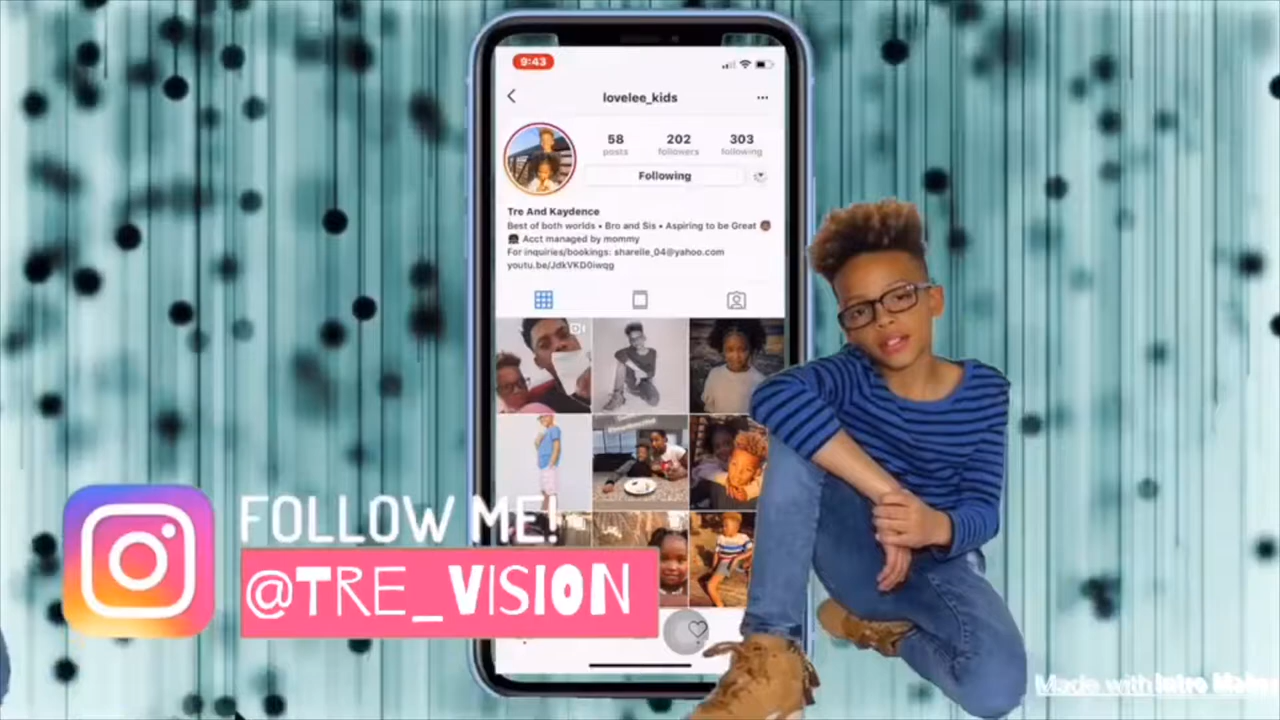 9:43
lovelee_kids
58 202 303
posts followers following
Following
Tre And Kaydence
Best of both worlds • Bro and Sis • Aspiring to be Great
Acct managed by mommy
For inquiries/bookings: sharelle_04@yahoo.com
youtu.be/JdkVKD0iwqg
FOLLOW ME!
@TRE_VISION
Made with Intro Maker